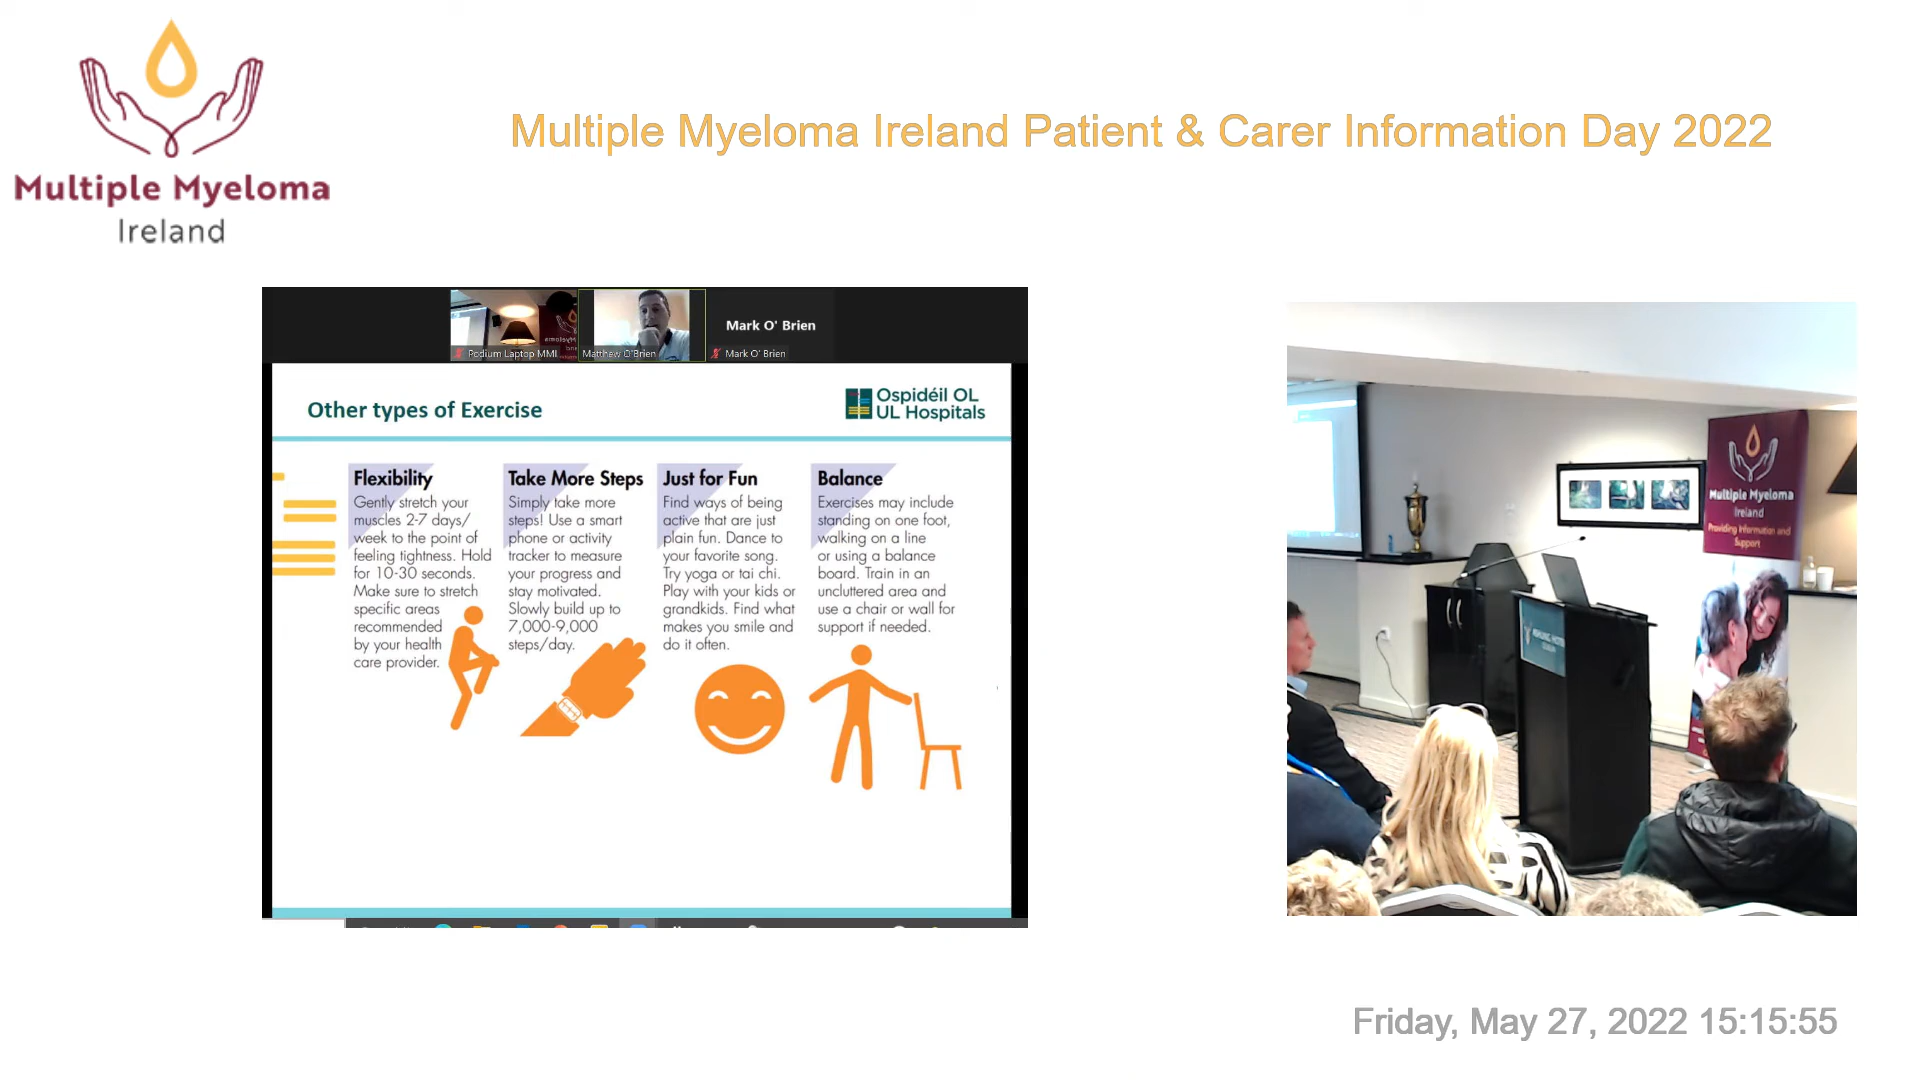 Multiple Myeloma
Ireland
Multiple Myeloma Ireland Patient & Carer Information Day 2022
Mark O' Brien
Podium Laptop MMI
Matthew O'Brien
Mark O' Brien
Other types of Exercise
Ospidéil OL
UL Hospitals
Flexibility
Gently stretch your
muscles 2-7 days/
week to the point of
feeling tightness. Hold
for 10-30 seconds.
Make sure to stretch
specific areas
recommended
by your health
care provider.
Take More Steps
Simply take more
steps! Use a smart
phone or activity
tracker to measure
your progress and
stay motivated.
Slowly build up to
7,000-9,000
steps/day.
Just for Fun
Find ways of being
active that are just
plain fun. Dance to
your favorite song.
Try yoga or tai chi.
Play with your kids or
grandkids. Find what
makes you smile and
do it often.
Balance
Exercises may include
standing on one foot,
walking on a line
or using a balance
board. Train in an
uncluttered area and
use a chair or wall for
support if needed.
Multiple Myeloma
Ireland
Providing Information and
Support
Friday, May 27, 2022 15:15:55